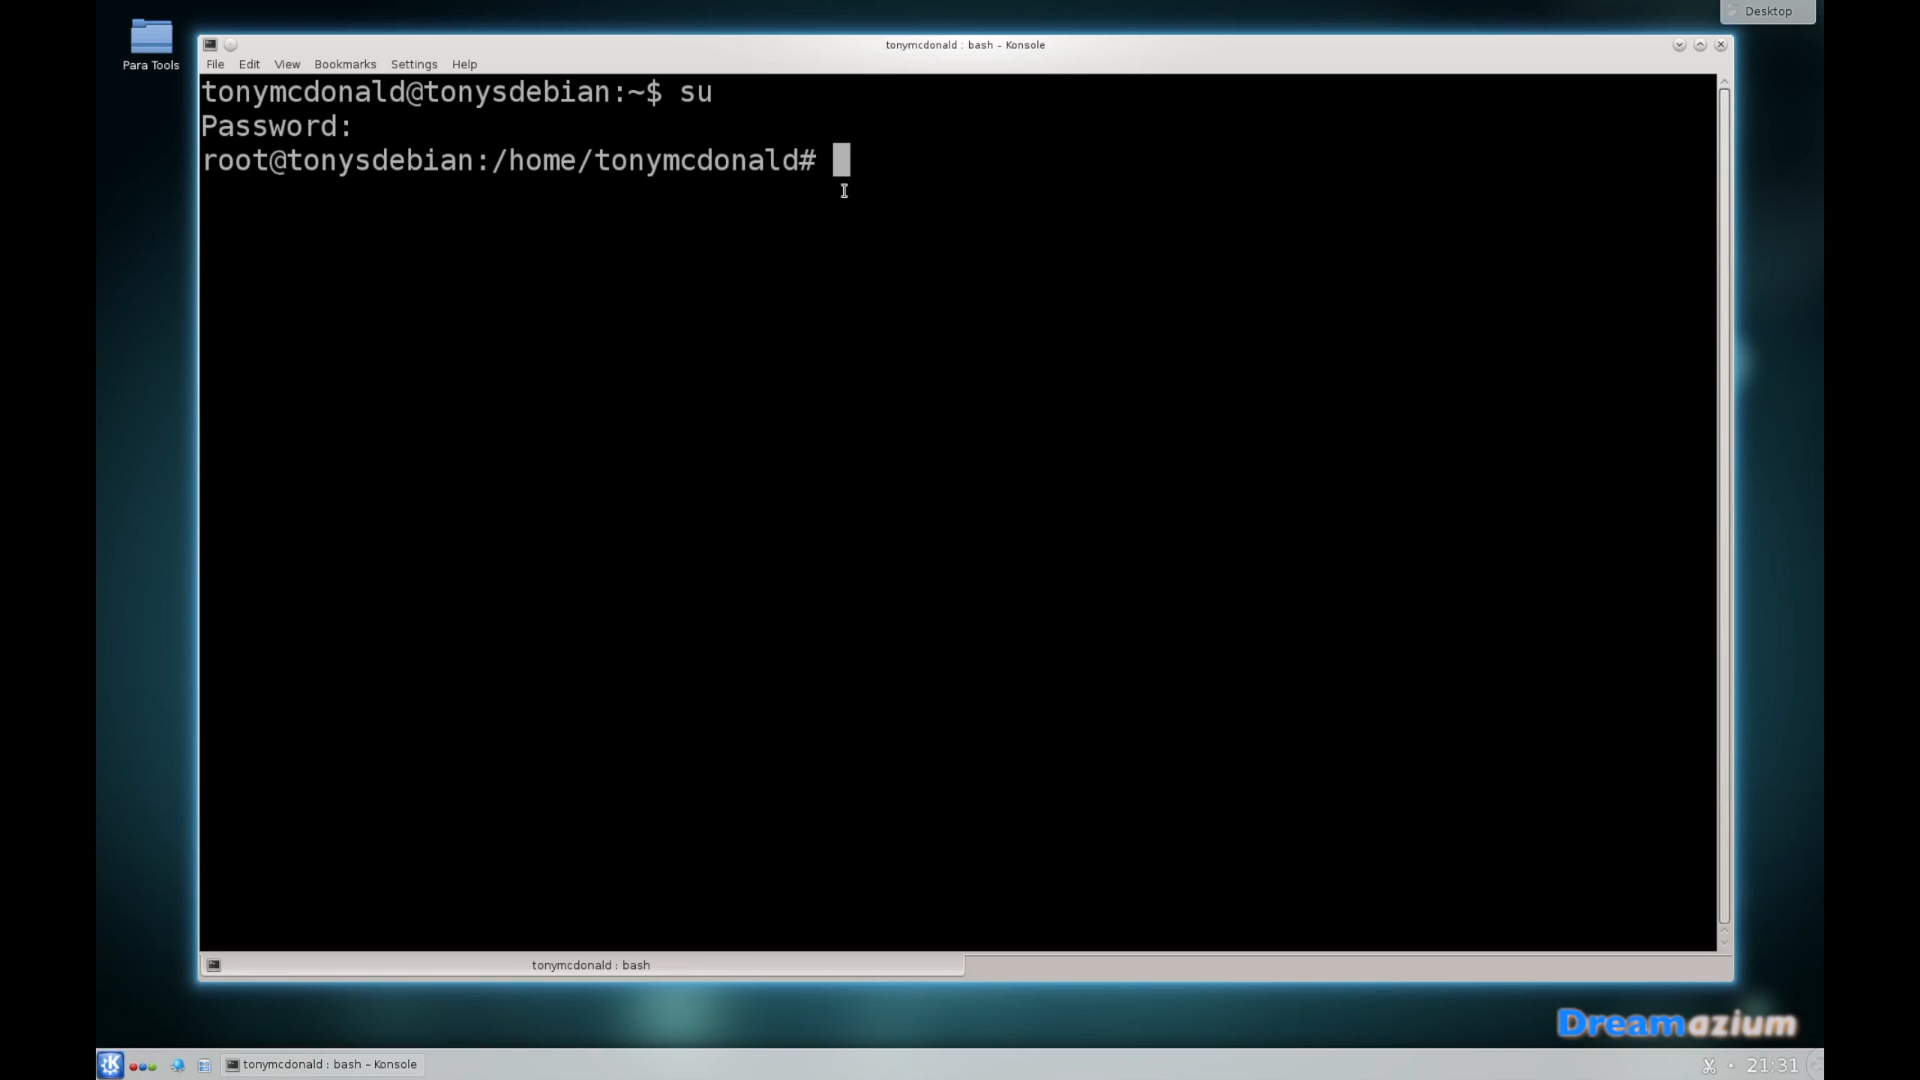 Desktop
Para Tools
tonymcdonald : bash – Konsole
File Edit View Bookmarks Settings Help
tonymcdonald@tonysdebian:~$ su
Password:
root@tonysdebian:/home/tonymcdonald#
tonymcdonald : bash
Dreamazium
tonymcdonald : bash – Konsole
21:31